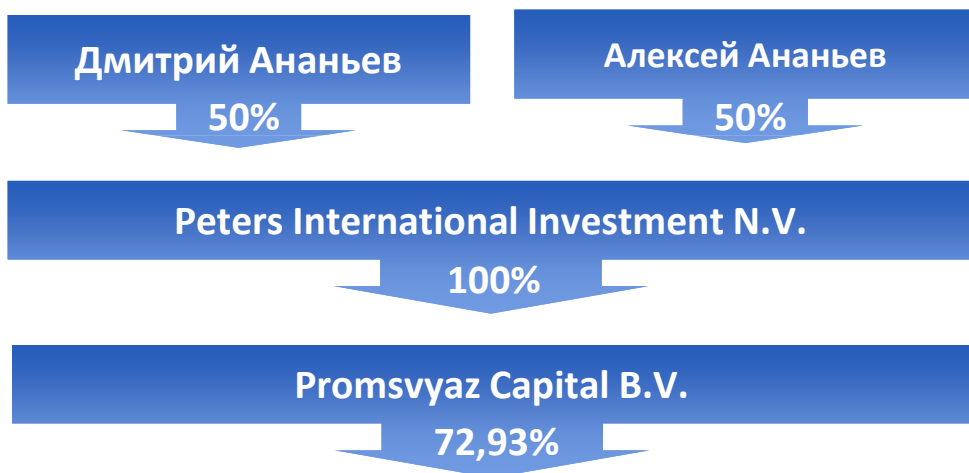 Дмитрий Ананьев
Алексей Ананьев
50%
50%
Peters International Investment N.V.
100%
Promsvyaz Capital B.V.
72,93%